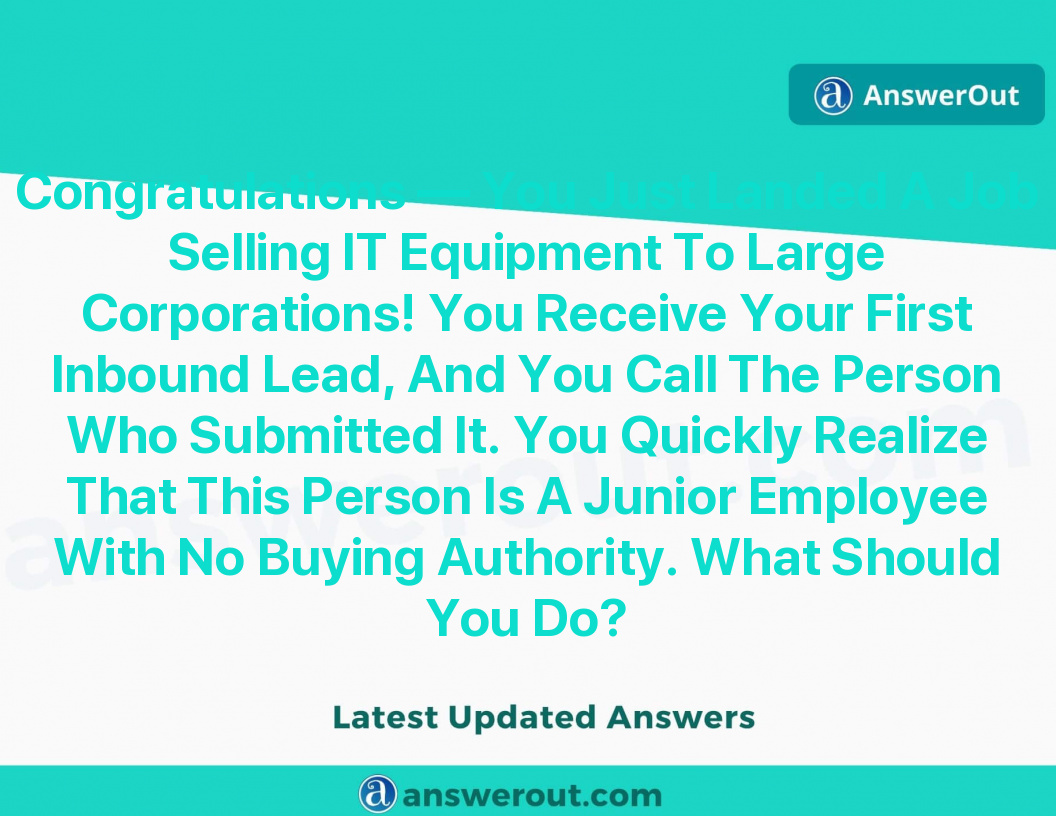 AnswerOut
Congratulations — You Just Landed A Job
Selling IT Equipment To Large
Corporations! You Receive Your First
Inbound Lead, And You Call The Person
Who Submitted It. You Quickly Realize
That This Person Is A Junior Employee
With No Buying Authority. What Should
You Do?
answerout.com
Latest Updated Answers
answerout.com